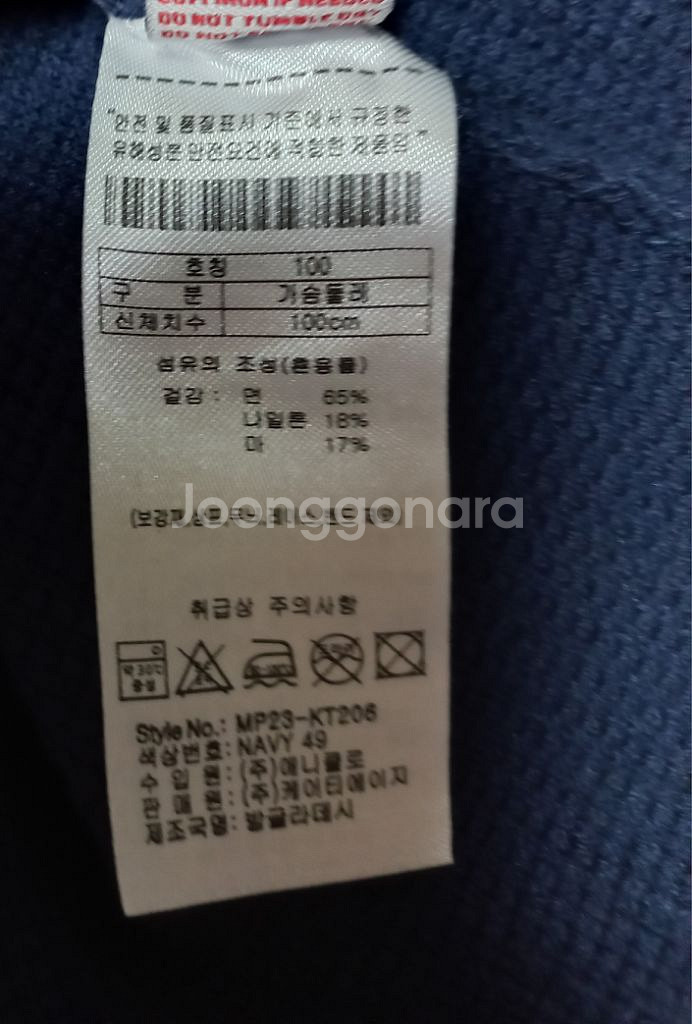 DO NOT TUMBLE DRY
"안전 및 품질표시 기준에서 규정한
유해성분 안전요건에 적합한 제품임"
호칭 100
구 분 가슴둘레
신체치수 100cm
섬유의 조성(혼용률)
겉감 : 면 65%
나일론 18%
마 17%
Joonggonara
취급상 주의사항
약 30℃
중성
Style No.: MP23-KT206
색상번호: NAVY 49
수 입 원: (주)애니클로
판 매 원: (주)케이티에이지
제조국명: 방글라데시